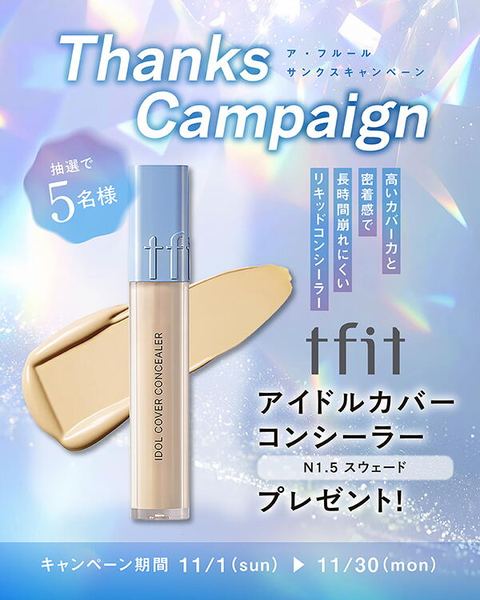 Thanks
Campaign
ア・フルール
サンクスキャンペーン
抽選で
5名様
高いカバー力と
密着感で
長時間崩れにくい
リキッドコンシーラー
tfit
IDOL COVER CONCEALER
tfit
アイドルカバー
コンシーラー
N1.5 スウェード
プレゼント!
キャンペーン期間 11/1(sun) ▶ 11/30(mon)